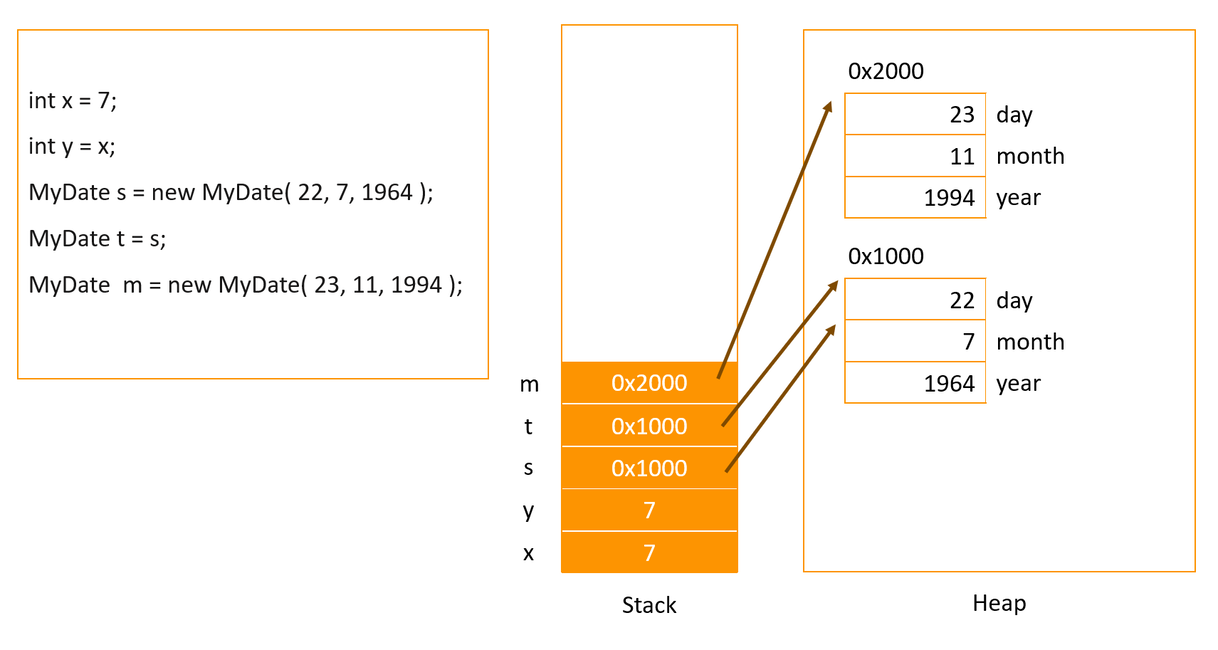 int x = 7;
int y = x;
MyDate s = new MyDate( 22, 7, 1964 );
MyDate t = s;
MyDate  m = new MyDate( 23, 11, 1994 );
m 0x2000
t 0x1000
s 0x1000
y 7
x 7
Stack
0x2000
23 day
11 month
1994 year
0x1000
22 day
7 month
1964 year
Heap